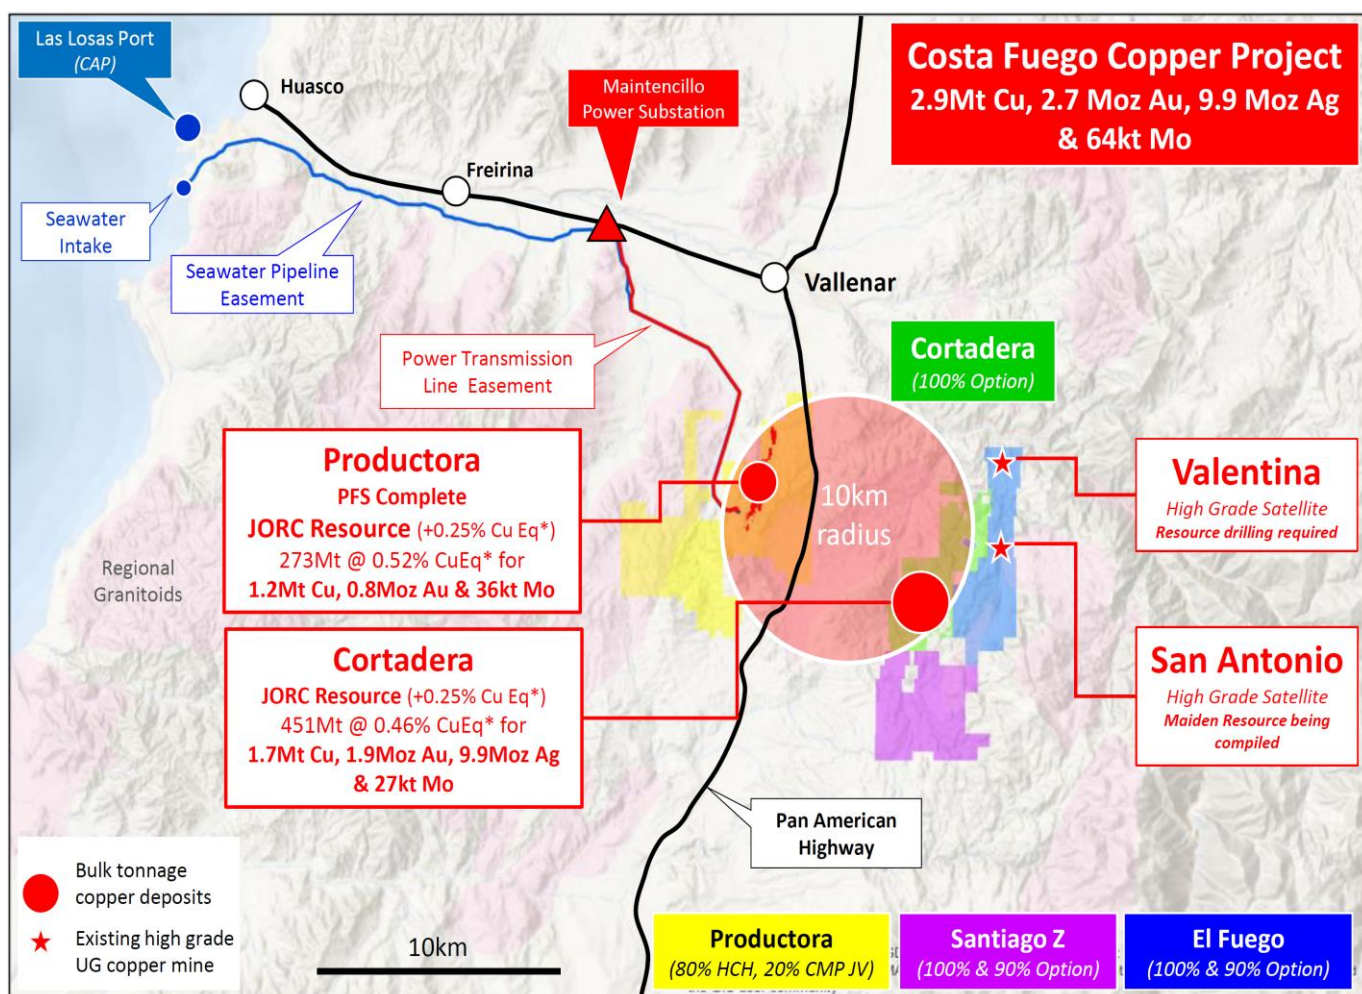 Las Losas Port
(CAP)
Huasco
Maintencillo
Power Substation
Costa Fuego Copper Project
2.9Mt Cu, 2.7 Moz Au, 9.9 Moz Ag
& 64kt Mo
Freirina
Seawater
Intake
Seawater Pipeline
Easement
Vallenar
Power Transmission
Line Easement
Cortadera
(100% Option)
Productora
PFS Complete
JORC Resource (+0.25% Cu Eq*)
273Mt @ 0.52% CuEq* for
1.2Mt Cu, 0.8Moz Au & 36kt Mo
10km
radius
Valentina
High Grade Satellite
Resource drilling required
Regional
Granitoids
Cortadera
JORC Resource (+0.25% Cu Eq*)
451Mt @ 0.46% CuEq* for
1.7Mt Cu, 1.9Moz Au, 9.9Moz Ag
& 27kt Mo
San Antonio
High Grade Satellite
Maiden Resource being
compiled
Pan American
Highway
Bulk tonnage
copper deposits
Existing high grade
UG copper mine
10km
Productora
(80% HCH, 20% CMP JV)
Santiago Z
(100% & 90% Option)
El Fuego
(100% & 90% Option)